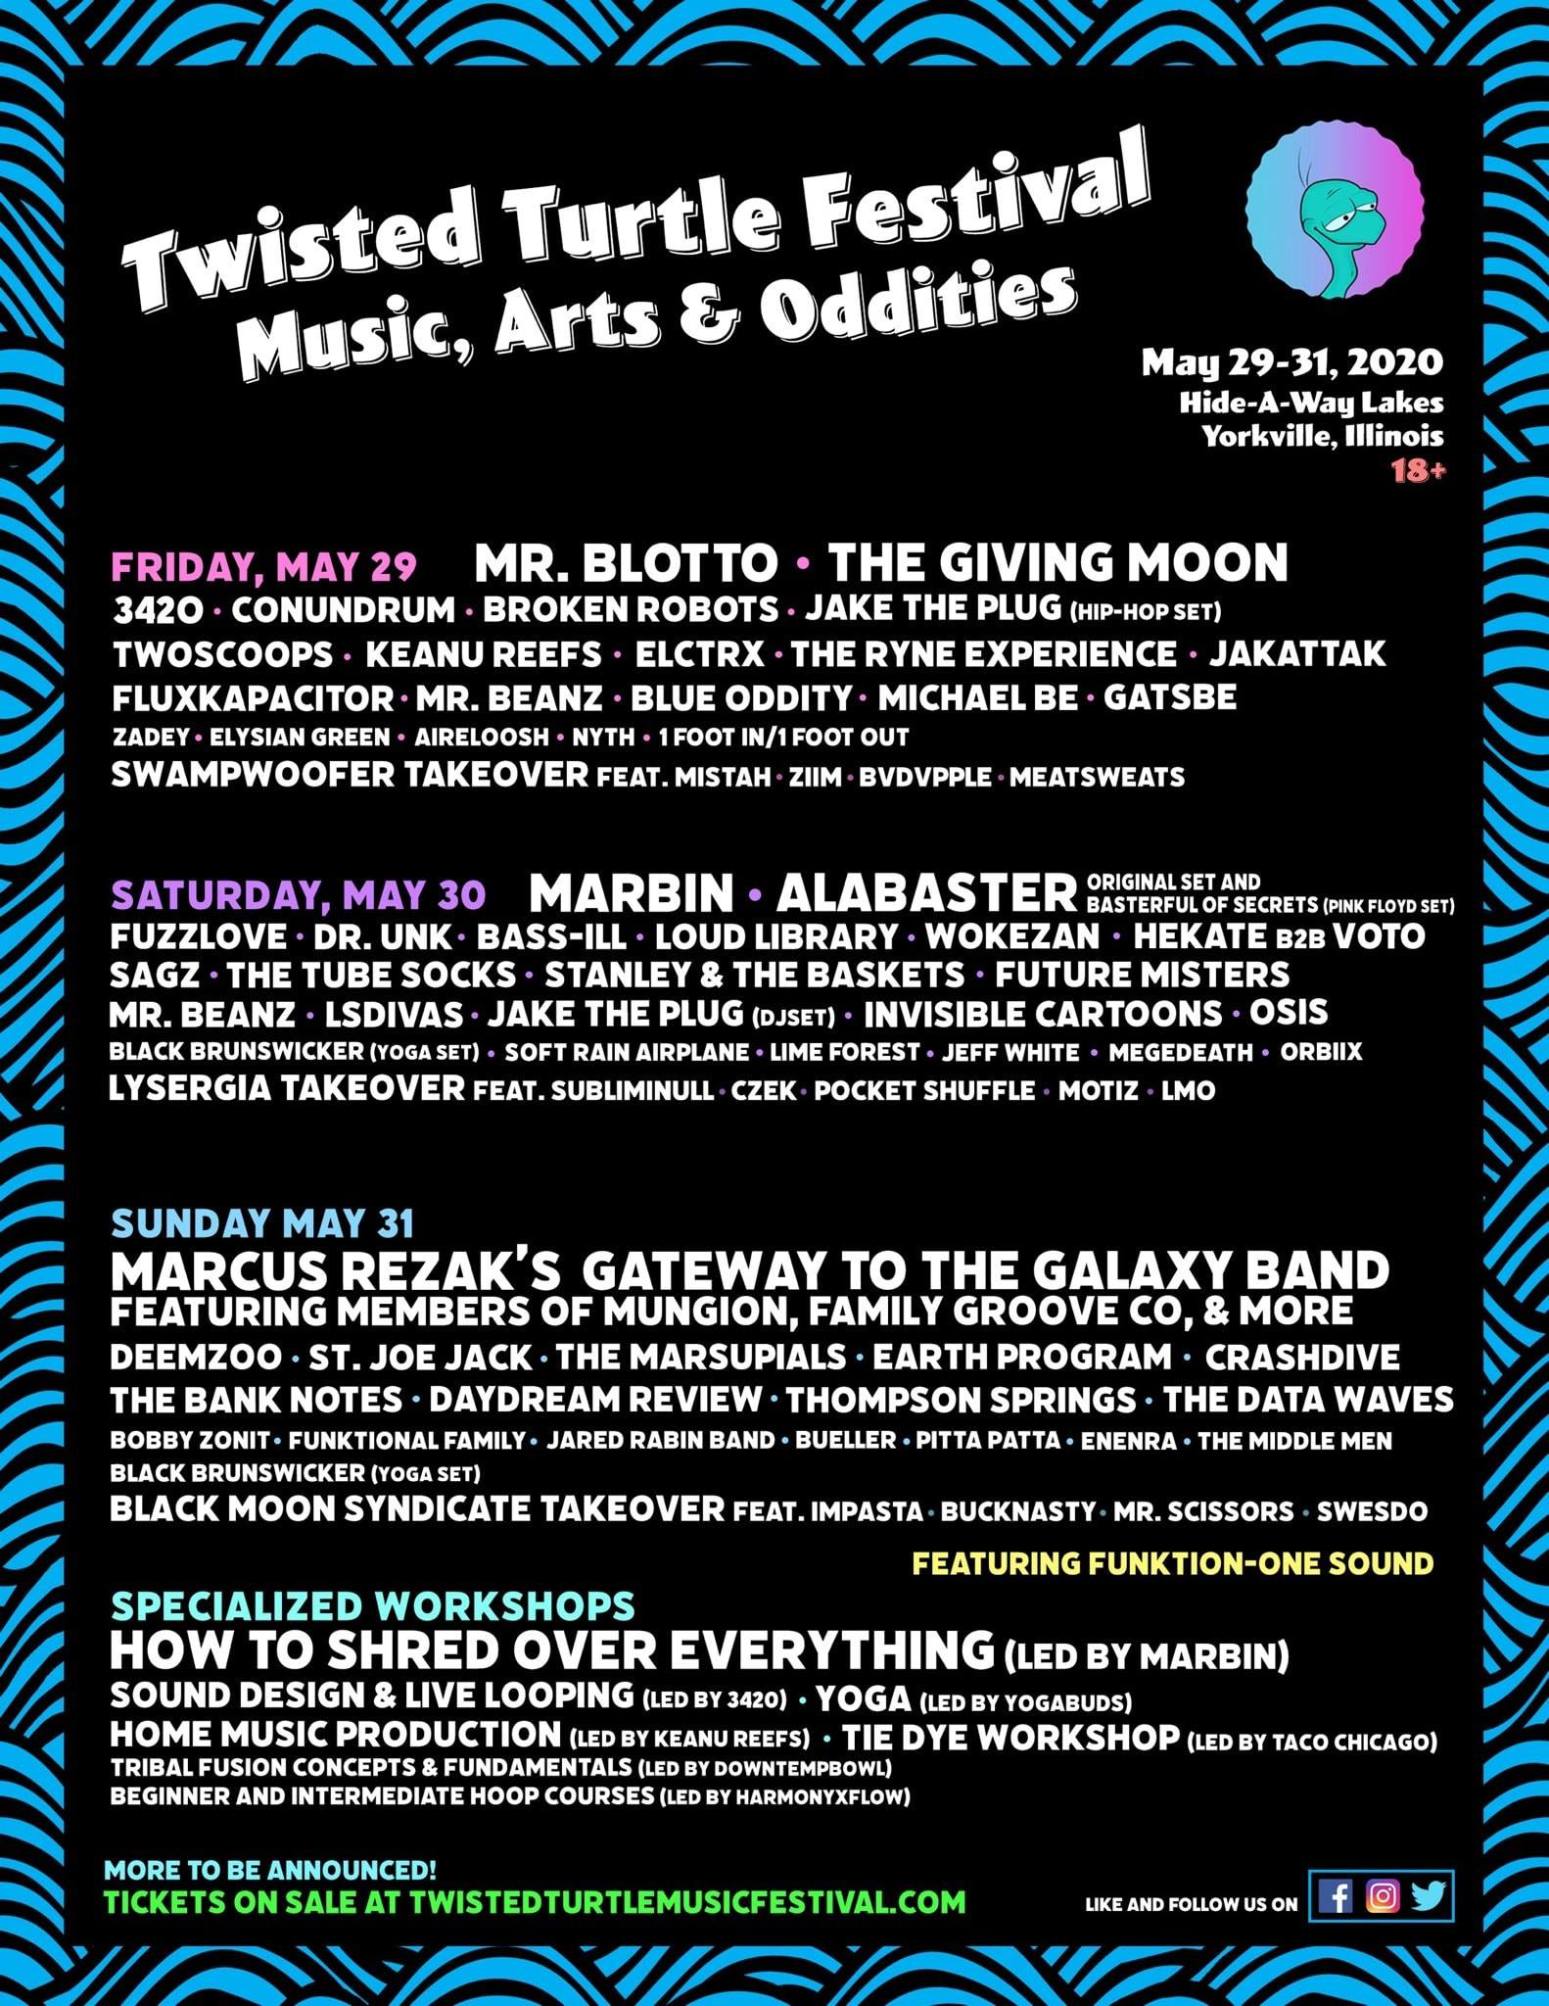 Twisted Turtle Festival
Music, Arts & Oddities
May 29-31, 2020
Hide-A-Way Lakes
Yorkville, Illinois
18+
FRIDAY, MAY 29 MR. BLOTTO • THE GIVING MOON
3420 • CONUNDRUM • BROKEN ROBOTS • JAKE THE PLUG (HIP-HOP SET)
TWOSCOOPS • KEANU REEFS • ELCTRX • THE RYNE EXPERIENCE • JAKATTAK
FLUXKAPACITOR • MR. BEANZ • BLUE ODDITY • MICHAEL BE • GATSBE
ZADEY • ELYSIAN GREEN • AIRELOOSH • NYTH • 1 FOOT IN/1 FOOT OUT
SWAMPWOOFER TAKEOVER FEAT. MISTAH • ZIIM • BVDVPPLE • MEATSWEATS
SATURDAY, MAY 30 MARBIN • ALABASTER ORIGINAL SET AND
BASTERFUL OF SECRETS (PINK FLOYD SET)
FUZZLOVE • DR. UNK • BASS-ILL • LOUD LIBRARY • WOKEZAN • HEKATE B2B VOTO
SAGZ • THE TUBE SOCKS • STANLEY & THE BASKETS • FUTURE MISTERS
MR. BEANZ • LSDIVAS • JAKE THE PLUG (DJSET) • INVISIBLE CARTOONS • OSIS
BLACK BRUNSWICKER (YOGA SET) • SOFT RAIN AIRPLANE • LIME FOREST • JEFF WHITE • MEGEDEATH • ORBIIX
LYSERGIA TAKEOVER FEAT. SUBLIMINULL • CZEK • POCKET SHUFFLE • MOTIZ • LMO
SUNDAY MAY 31
MARCUS REZAK'S GATEWAY TO THE GALAXY BAND
FEATURING MEMBERS OF MUNGION, FAMILY GROOVE CO, & MORE
DEEMZOO • ST. JOE JACK • THE MARSUPIALS • EARTH PROGRAM • CRASHDIVE
THE BANK NOTES • DAYDREAM REVIEW • THOMPSON SPRINGS • THE DATA WAVES
BOBBY ZONIT • FUNKTIONAL FAMILY • JARED RABIN BAND • BUELLER • PITTA PATTA • ENENRA • THE MIDDLE MEN
BLACK BRUNSWICKER (YOGA SET)
BLACK MOON SYNDICATE TAKEOVER FEAT. IMPASTA • BUCKNASTY • MR. SCISSORS • SWESDO
FEATURING FUNKTION-ONE SOUND
SPECIALIZED WORKSHOPS
HOW TO SHRED OVER EVERYTHING (LED BY MARBIN)
SOUND DESIGN & LIVE LOOPING (LED BY 3420) • YOGA (LED BY YOGABUDS)
HOME MUSIC PRODUCTION (LED BY KEANU REEFS) • TIE DYE WORKSHOP (LED BY TACO CHICAGO)
TRIBAL FUSION CONCEPTS & FUNDAMENTALS (LED BY DOWNTEMPBOWL)
BEGINNER AND INTERMEDIATE HOOP COURSES (LED BY HARMONYXFLOW)
MORE TO BE ANNOUNCED!
TICKETS ON SALE AT TWISTEDTURTLEMUSICFESTIVAL.COM
LIKE AND FOLLOW US ON